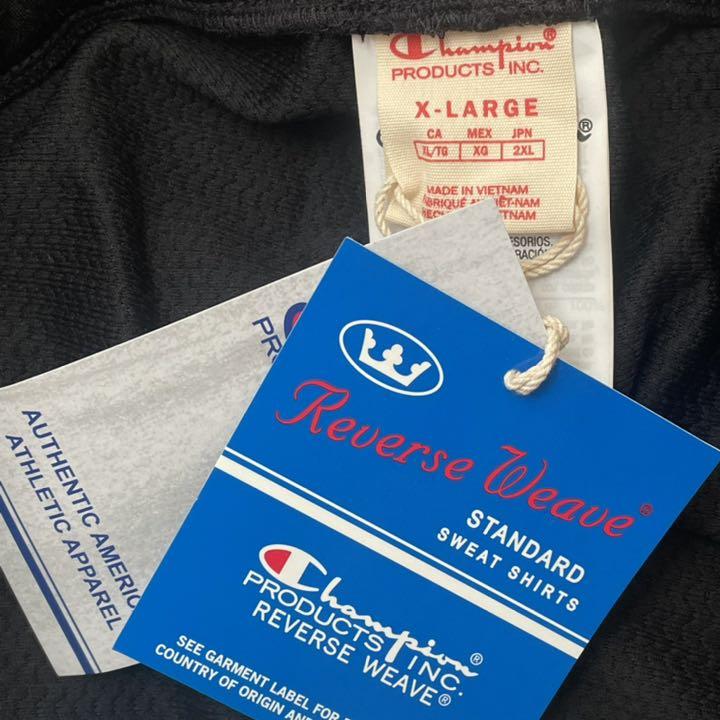 Champion®
PRODUCTS INC.
X-LARGE
CA MEX JPN
XL/TG XG 2XL
MADE IN VIETNAM
ESORIOS.
®
AUTHENTIC
ATHLETIC APPAREL
Reverse Weave®
STANDARD
SWEAT SHIRTS
Champion®
PRODUCTS INC.
REVERSE WEAVE®
SEE GARMENT LABEL FOR
COUNTRY OF ORIGIN